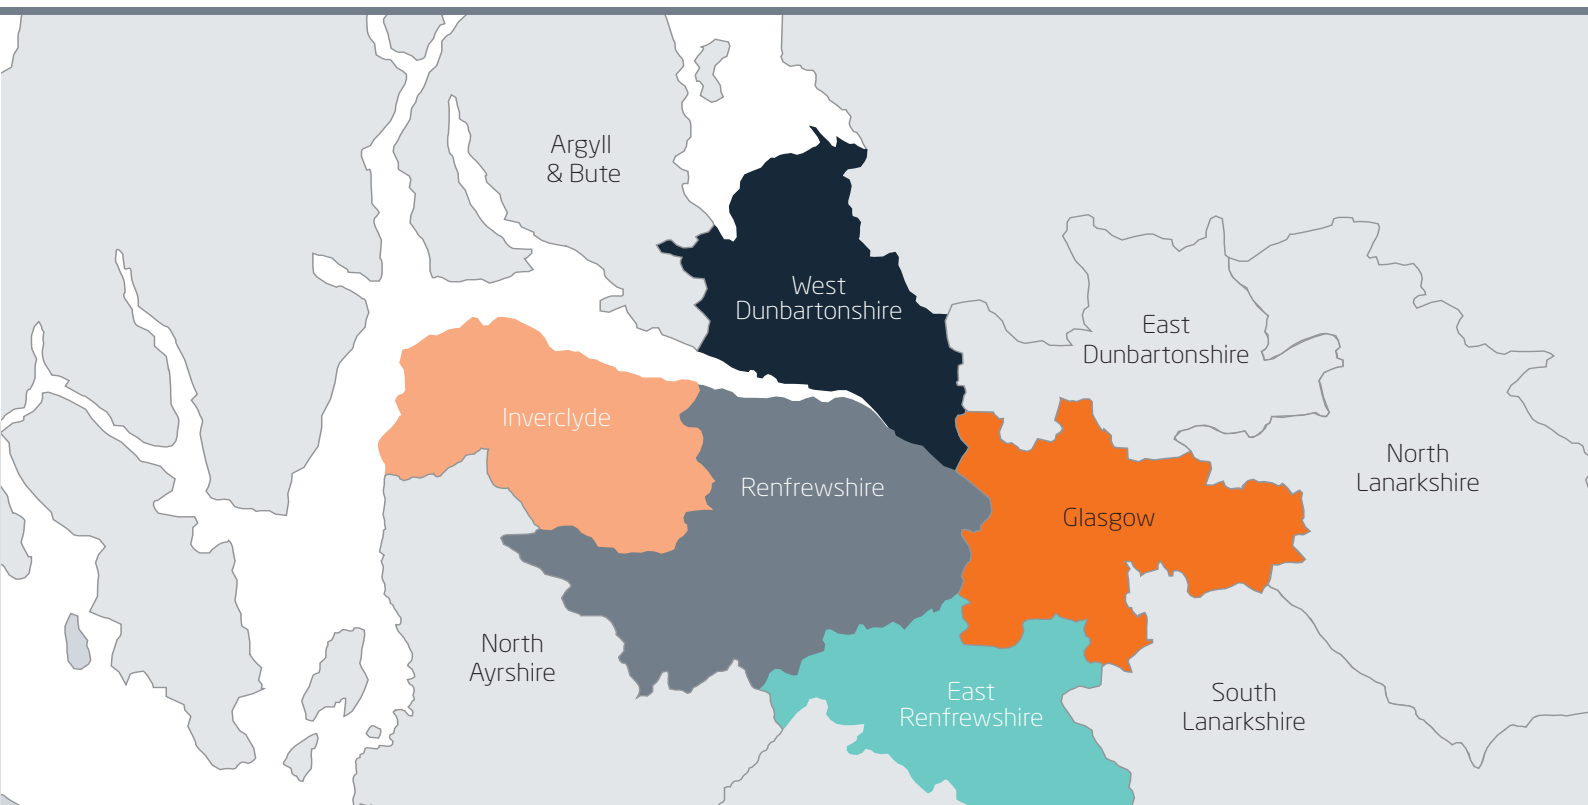 Argyll
& Bute
West
Dunbartonshire
East
Dunbartonshire
Inverclyde
North
Lanarkshire
Renfrewshire
Glasgow
North
Ayrshire
East
Renfrewshire
South
Lanarkshire